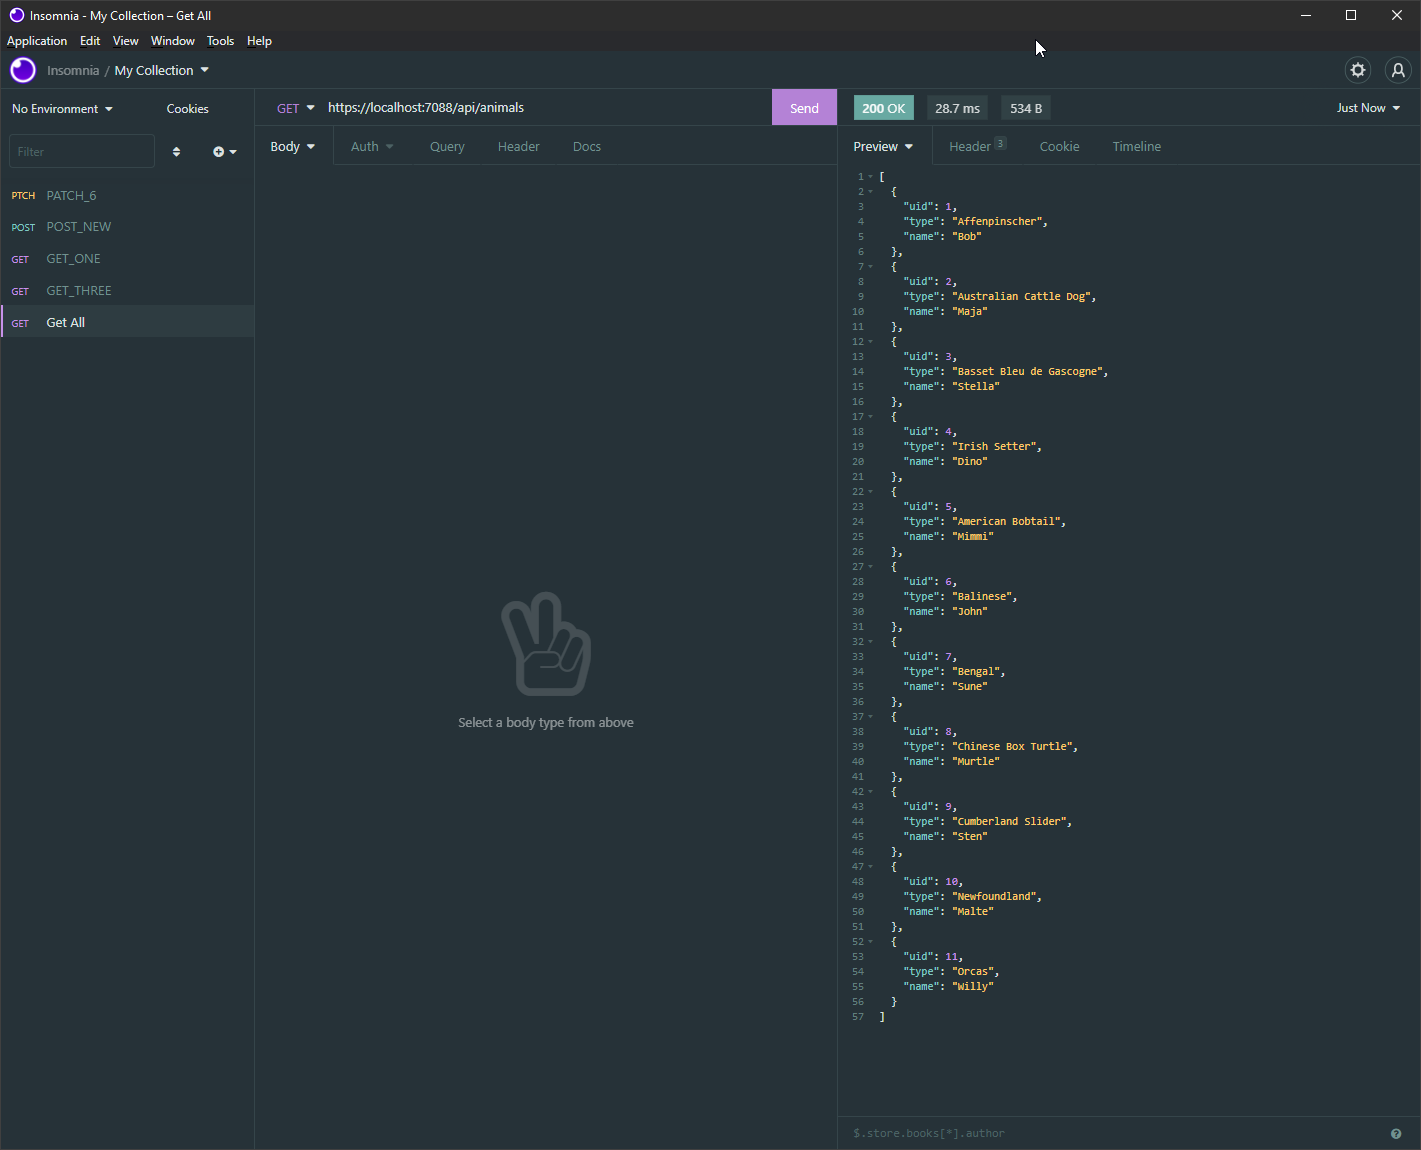 Insomnia - My Collection – Get All
Application Edit View Window Tools Help
Insomnia / My Collection
No Environment Cookies
Filter
PTCH PATCH_6
POST POST_NEW
GET GET_ONE
GET GET_THREE
GET Get All
GET https://localhost:7088/api/animals Send
Body Auth Query Header Docs
Select a body type from above
200 OK 28.7 ms 534 B Just Now
Preview Header 3 Cookie Timeline
1 [
2 {
3 "uid": 1,
4 "type": "Affenpinscher",
5 "name": "Bob"
6 },
7 {
8 "uid": 2,
9 "type": "Australian Cattle Dog",
10 "name": "Maja"
11 },
12 {
13 "uid": 3,
14 "type": "Basset Bleu de Gascogne",
15 "name": "Stella"
16 },
17 {
18 "uid": 4,
19 "type": "Irish Setter",
20 "name": "Dino"
21 },
22 {
23 "uid": 5,
24 "type": "American Bobtail",
25 "name": "Mimmi"
26 },
27 {
28 "uid": 6,
29 "type": "Balinese",
30 "name": "John"
31 },
32 {
33 "uid": 7,
34 "type": "Bengal",
35 "name": "Sune"
36 },
37 {
38 "uid": 8,
39 "type": "Chinese Box Turtle",
40 "name": "Murtle"
41 },
42 {
43 "uid": 9,
44 "type": "Cumberland Slider",
45 "name": "Sten"
46 },
47 {
48 "uid": 10,
49 "type": "Newfoundland",
50 "name": "Malte"
51 },
52 {
53 "uid": 11,
54 "type": "Orcas",
55 "name": "Willy"
56 }
57 ]
$.store.books[*].author